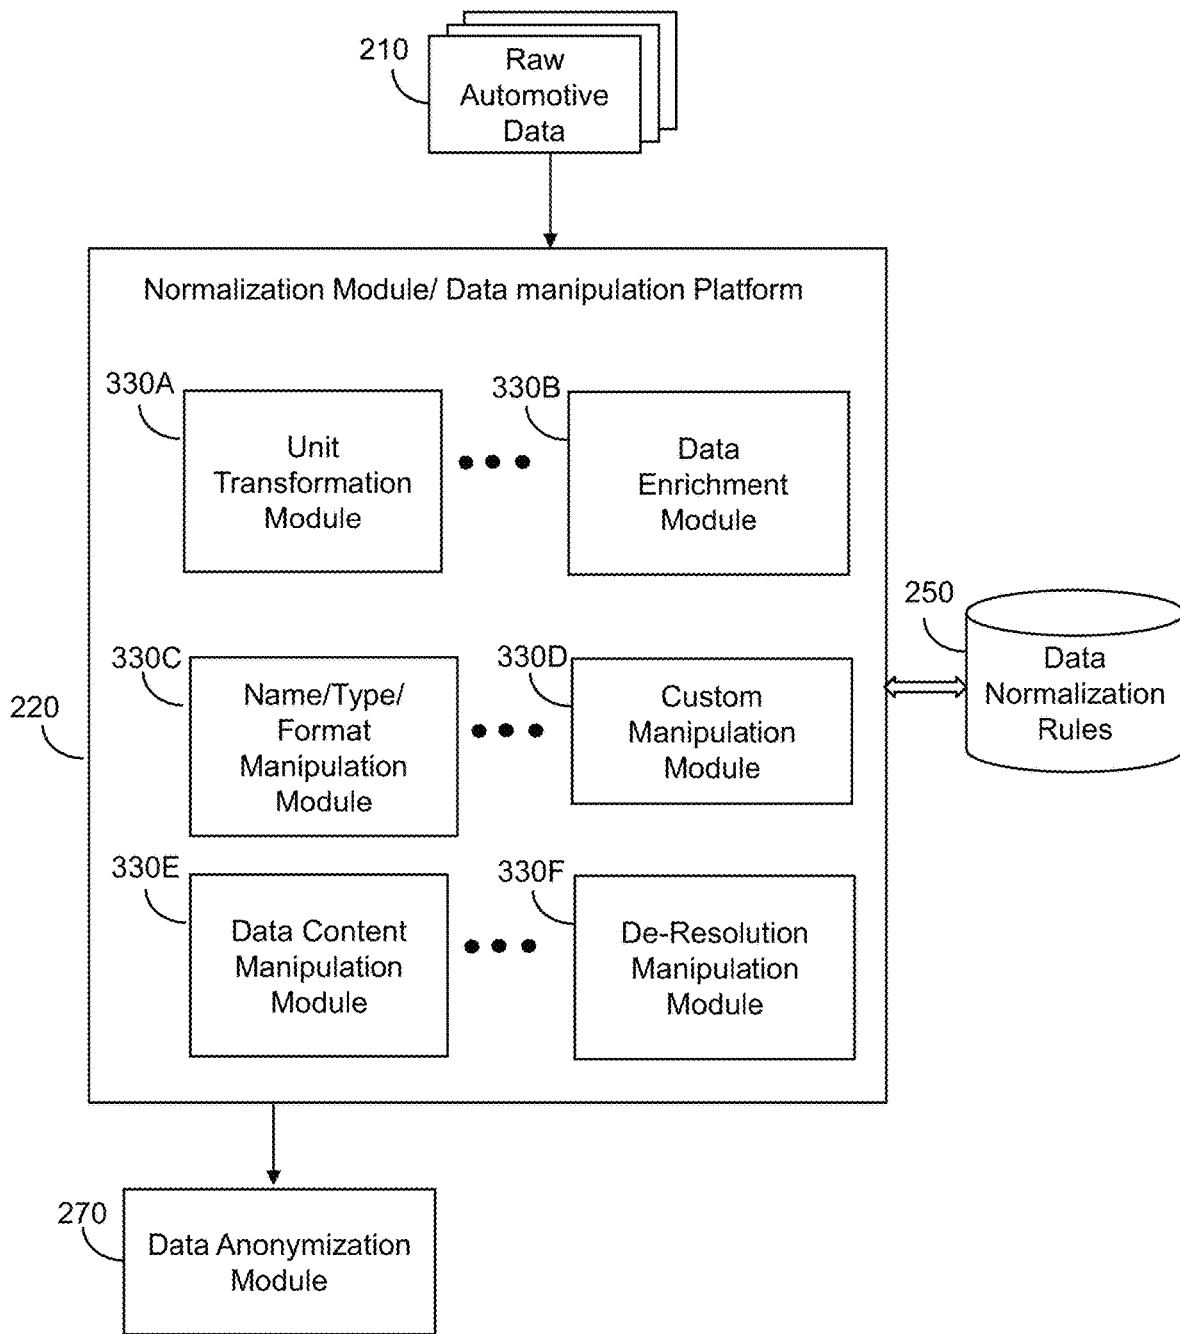 210
Raw
Automotive
Data
Normalization Module/ Data manipulation Platform
330A
Unit
Transformation
Module
330B
Data
Enrichment
Module
250
Data
Normalization
Rules
220
330C
Name/Type/
Format
Manipulation
Module
330D
Custom
Manipulation
Module
330E
Data Content
Manipulation
Module
330F
De-Resolution
Manipulation
Module
270
Data Anonymization
Module